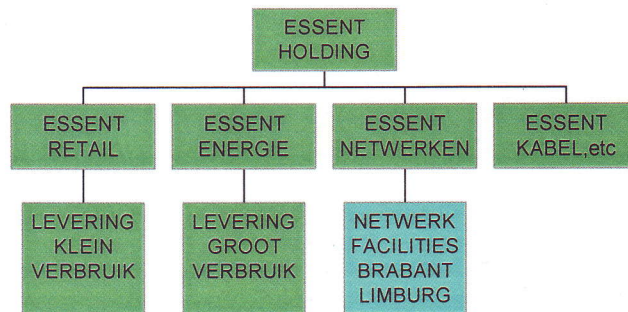 ESSENT
HOLDING
ESSENT
RETAIL
ESSENT
ENERGIE
ESSENT
NETWERKEN
ESSENT
KABEL,etc
LEVERING
KLEIN
VERBRUIK
LEVERING
GROOT
VERBRUIK
NETWERK
FACILITIES
BRABANT
LIMBURG